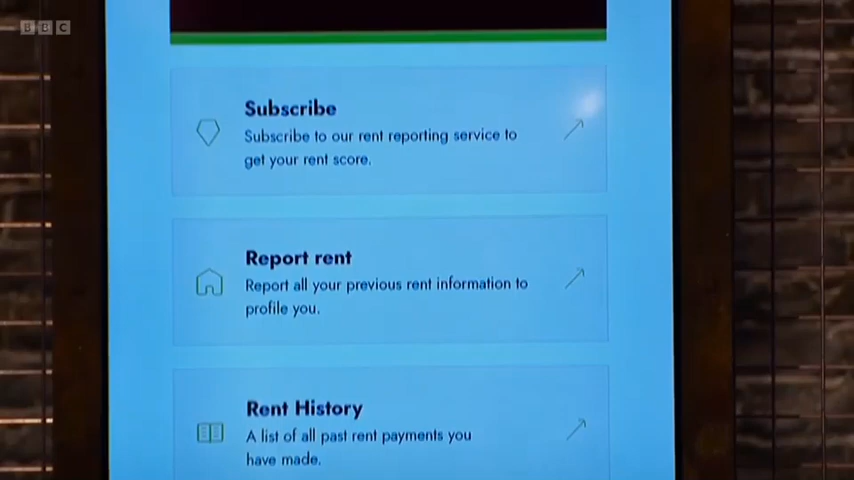 BBC
Subscribe
Subscribe to our rent reporting service to
get your rent score.
Report rent
Report all your previous rent information to
profile you.
Rent History
A list of all past rent payments you
have made.